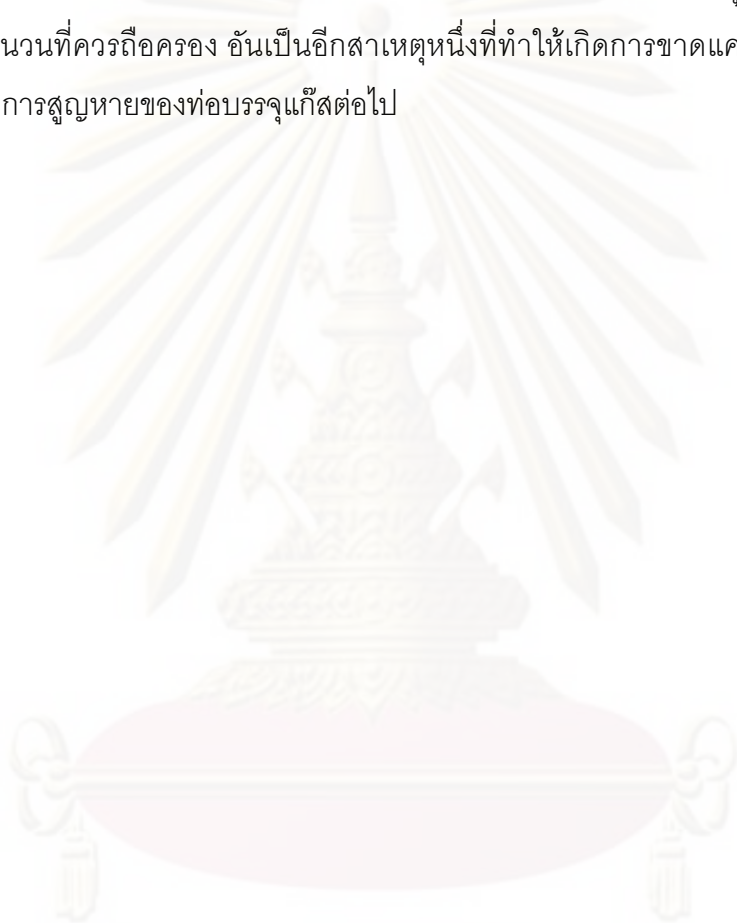 นวนที่ควรถือครอง อันเป็นอีกสาเหตุหนึ่งที่ทำให้เกิดการขาดแค
การสูญหายของท่อบรรจุแก๊สต่อไป